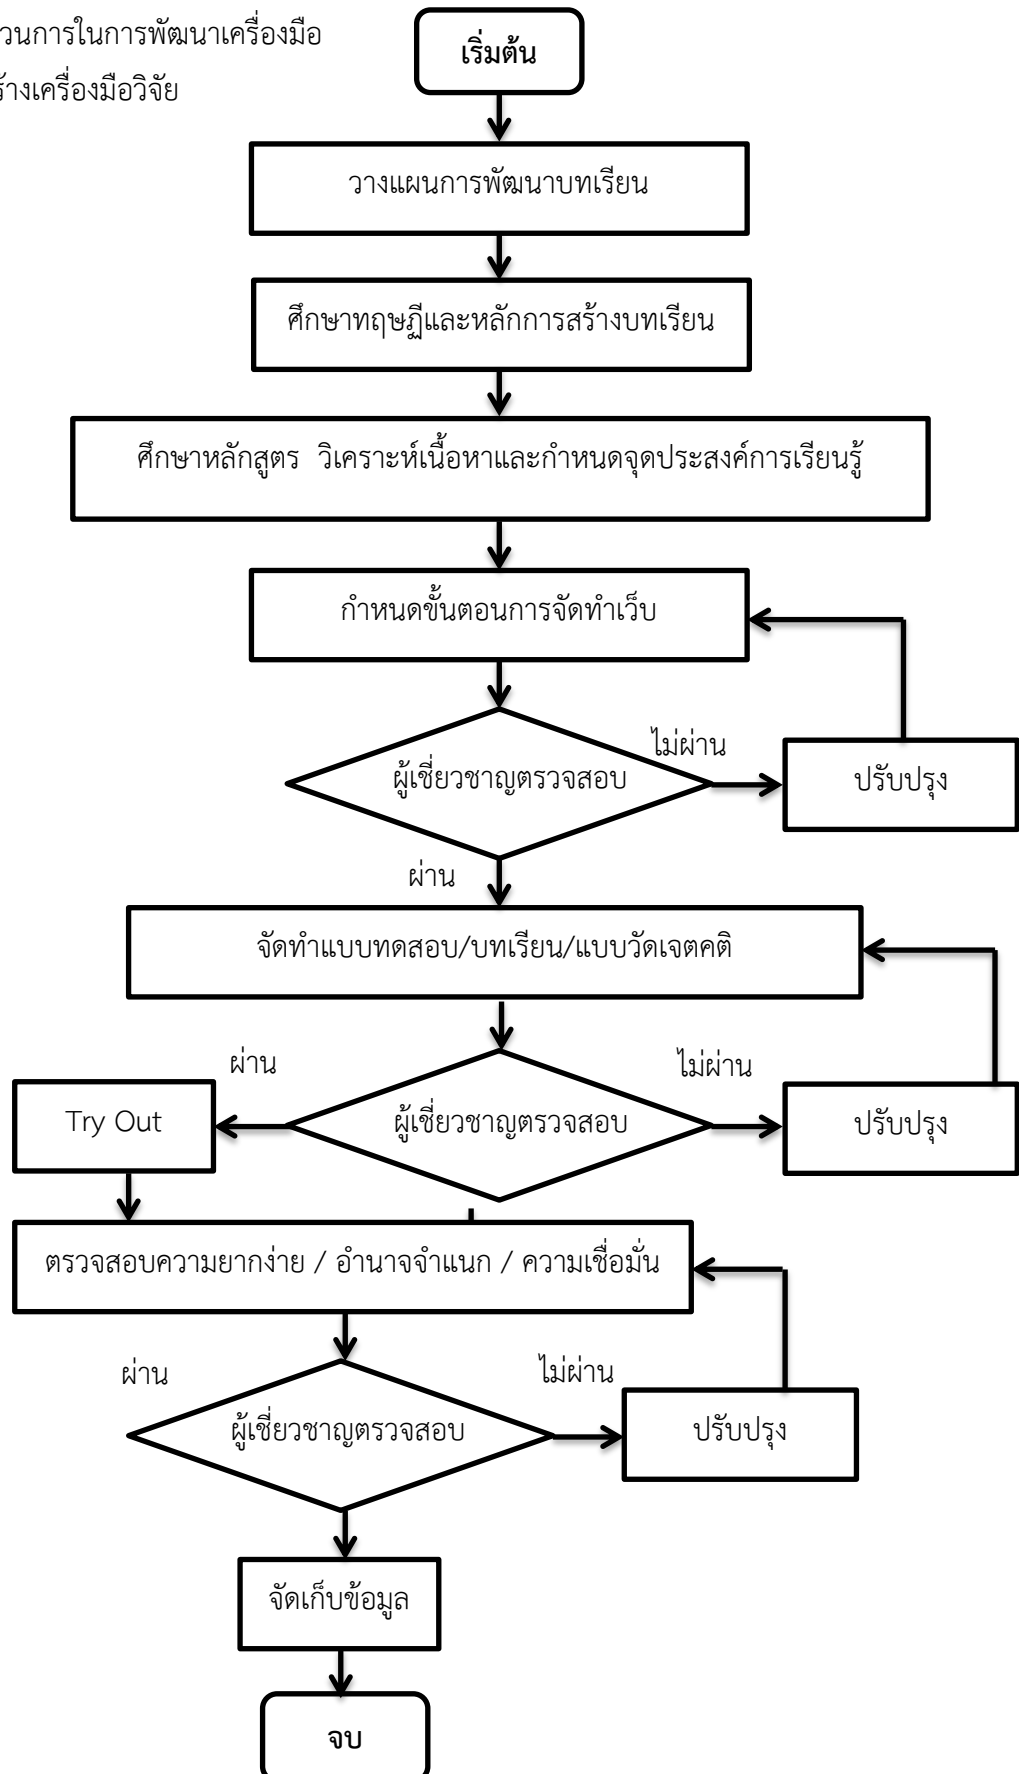 วนการในการพัฒนาเครื่องมือ
เริ่มต้น
ร้างเครื่องมือวิจัย
วางแผนการพัฒนาบทเรียน
ศึกษาทฤษฎีและหลักการสร้างบทเรียน
ศึกษาหลักสูตร วิเคราะห์เนื้อหาและกำหนดจุดประสงค์การเรียนรู้
กำหนดขั้นตอนการจัดทำเว็บ
ไม่ผ่าน
ผู้เชี่ยวชาญตรวจสอบ
ปรับปรุง
ผ่าน
จัดทำแบบทดสอบ/บทเรียน/แบบวัดเจตคติ
ผ่าน
ไม่ผ่าน
Try Out
ผู้เชี่ยวชาญตรวจสอบ
ปรับปรุง
ตรวจสอบความยากง่าย / อำนาจจำแนก / ความเชื่อมั่น
ผ่าน
ไม่ผ่าน
ผู้เชี่ยวชาญตรวจสอบ
ปรับปรุง
จัดเก็บข้อมูล
จบ